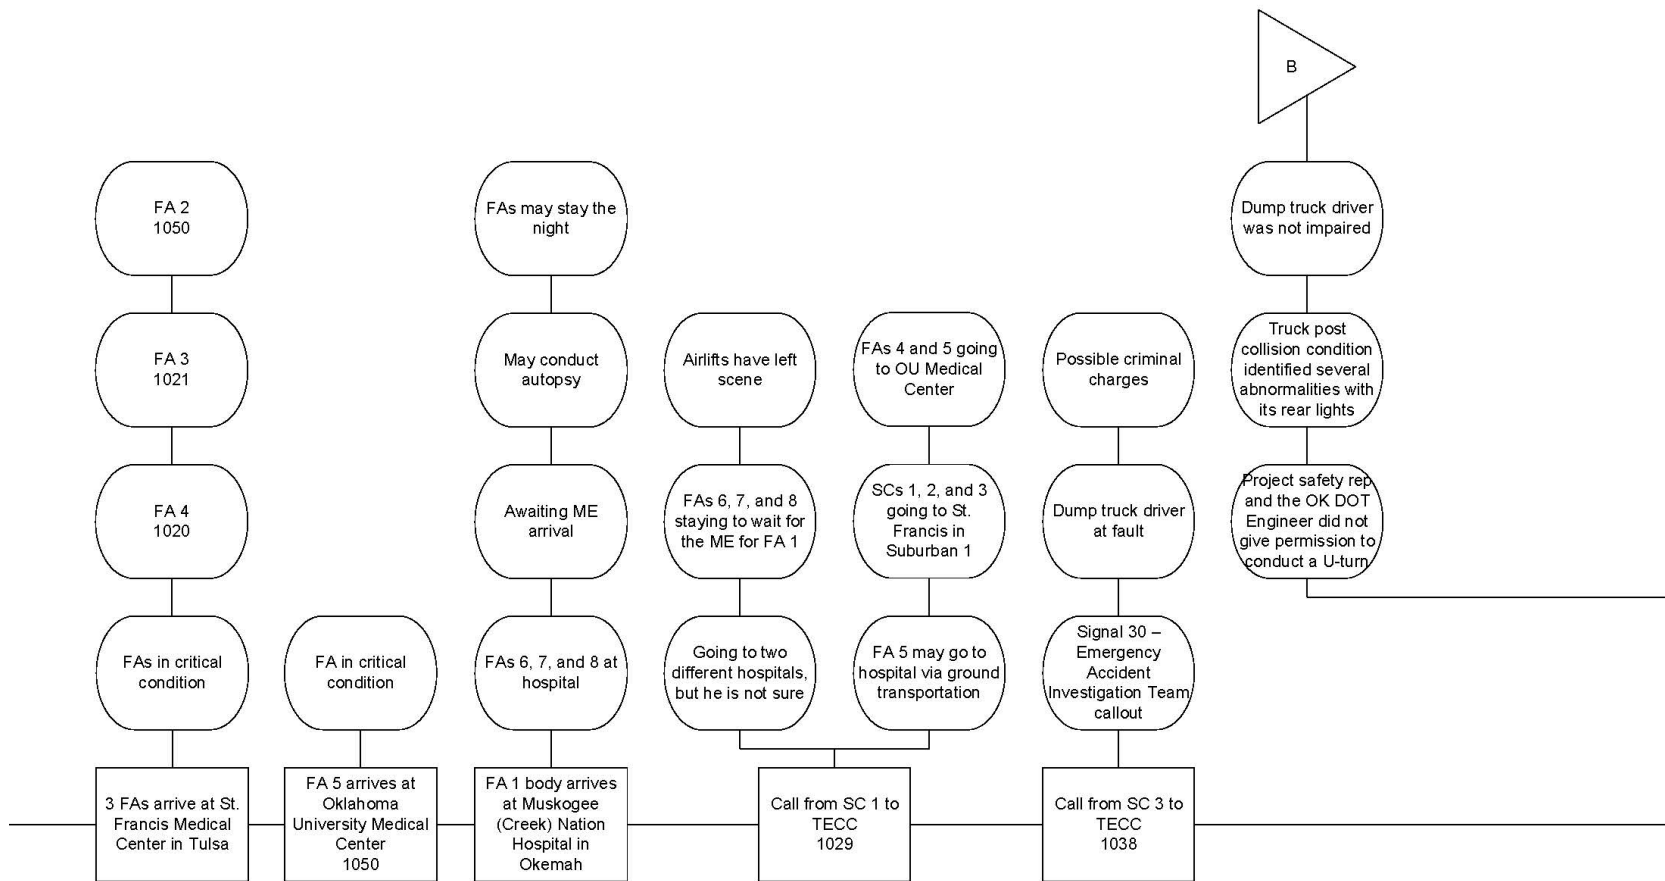 B
FA 2
1050
FAs may stay the
night
Dump truck driver
was not impaired
FA 3
1021
May conduct
autopsy
Airlifts have left
scene
FAs 4 and 5 going
to OU Medical
Center
Possible criminal
charges
Truck post
collision condition
identified several
abnormalities with
its rear lights
FA 4
1020
Awaiting ME
arrival
FAs 6, 7, and 8
staying to wait for
the ME for FA 1
SCs 1, 2, and 3
going to St.
Francis in
Suburban 1
Dump truck driver
at fault
Project safety rep
and the OK DOT
Engineer did not
give permission to
conduct a U-turn
FAs in critical
condition
FA in critical
condition
FAs 6, 7, and 8 at
hospital
Going to two
different hospitals,
but he is not sure
FA 5 may go to
hospital via ground
transportation
Signal 30 –
Emergency
Accident
Investigation Team
callout
3 FAs arrive at St.
Francis Medical
Center in Tulsa
FA 5 arrives at
Oklahoma
University Medical
Center
1050
FA 1 body arrives
at Muskogee
(Creek) Nation
Hospital in
Okemah
Call from SC 1 to
TECC
1029
Call from SC 3 to
TECC
1038